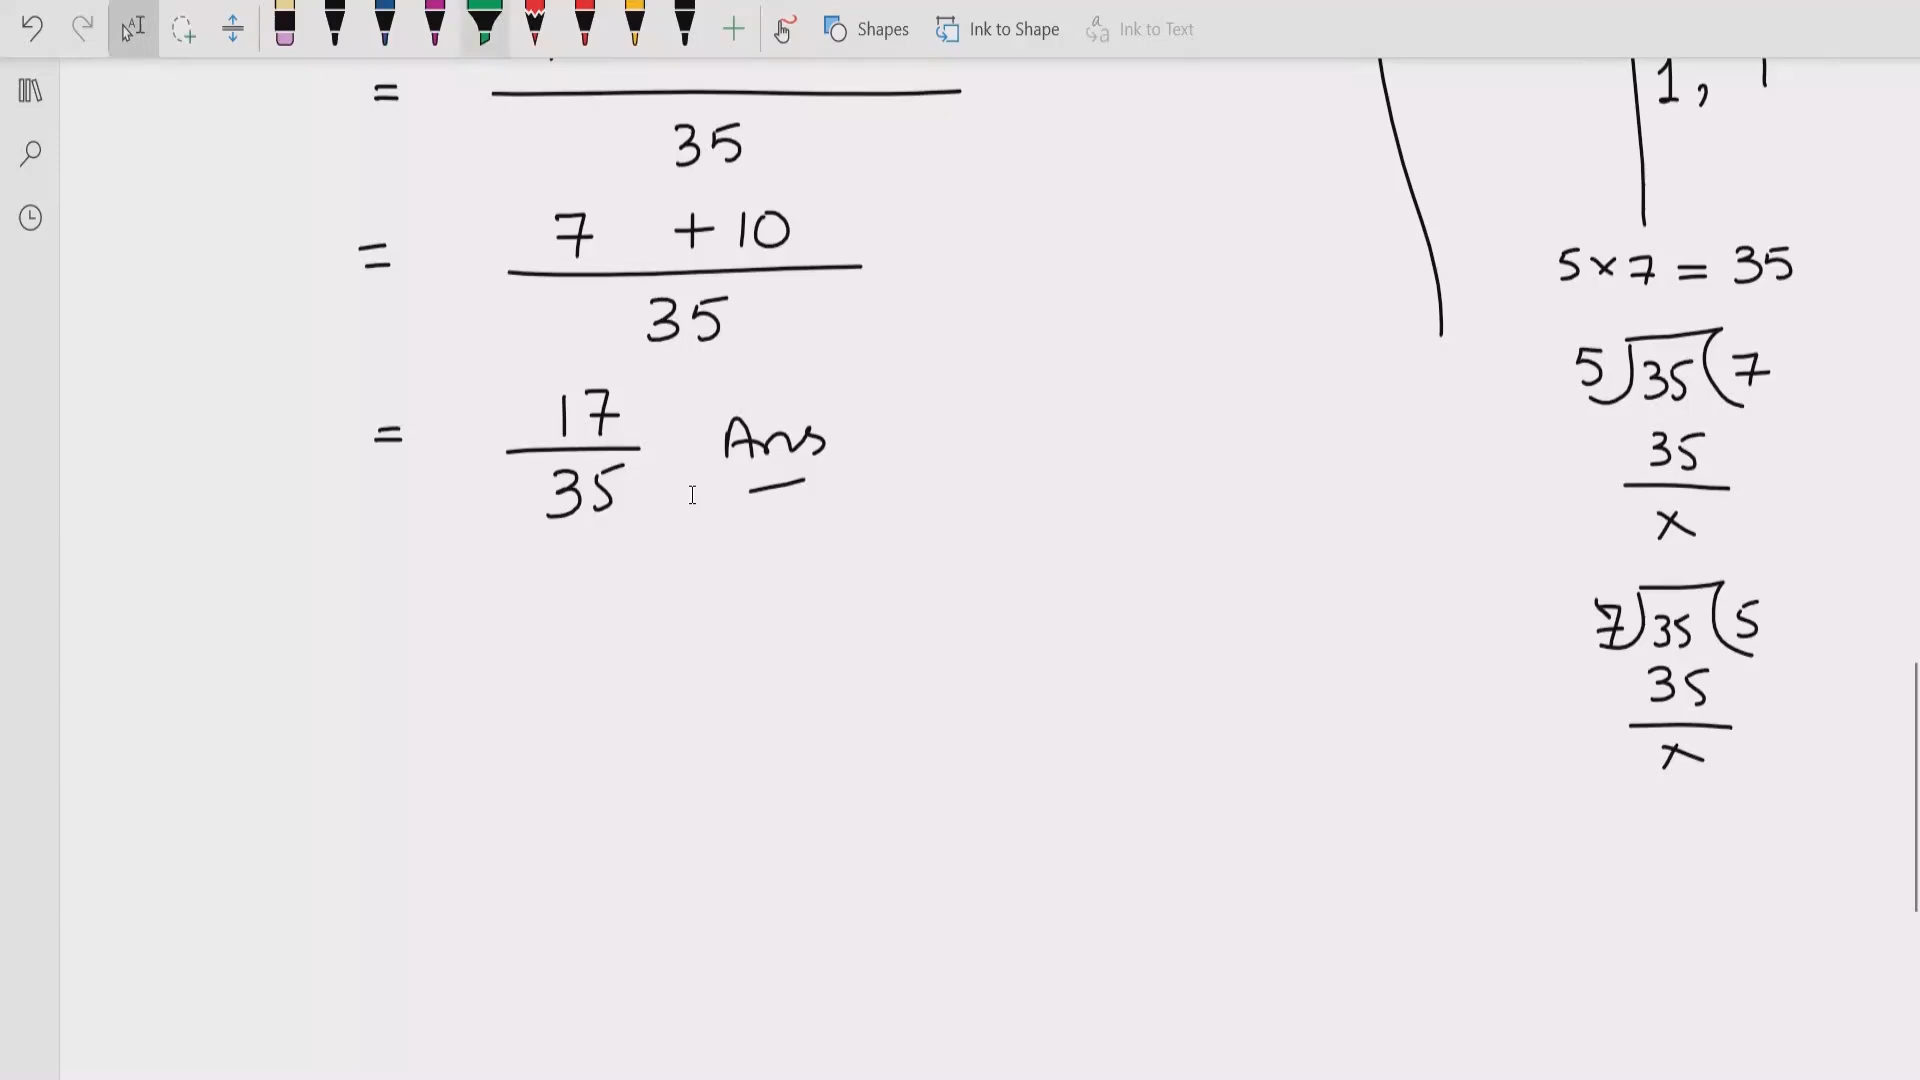 Shapes Ink to Shape Ink to Text
=
35
= 7 + 10
35
= 17 Ans
35
1,
5 × 7 = 35
5)35(7
35
x
7)35(5
35
x